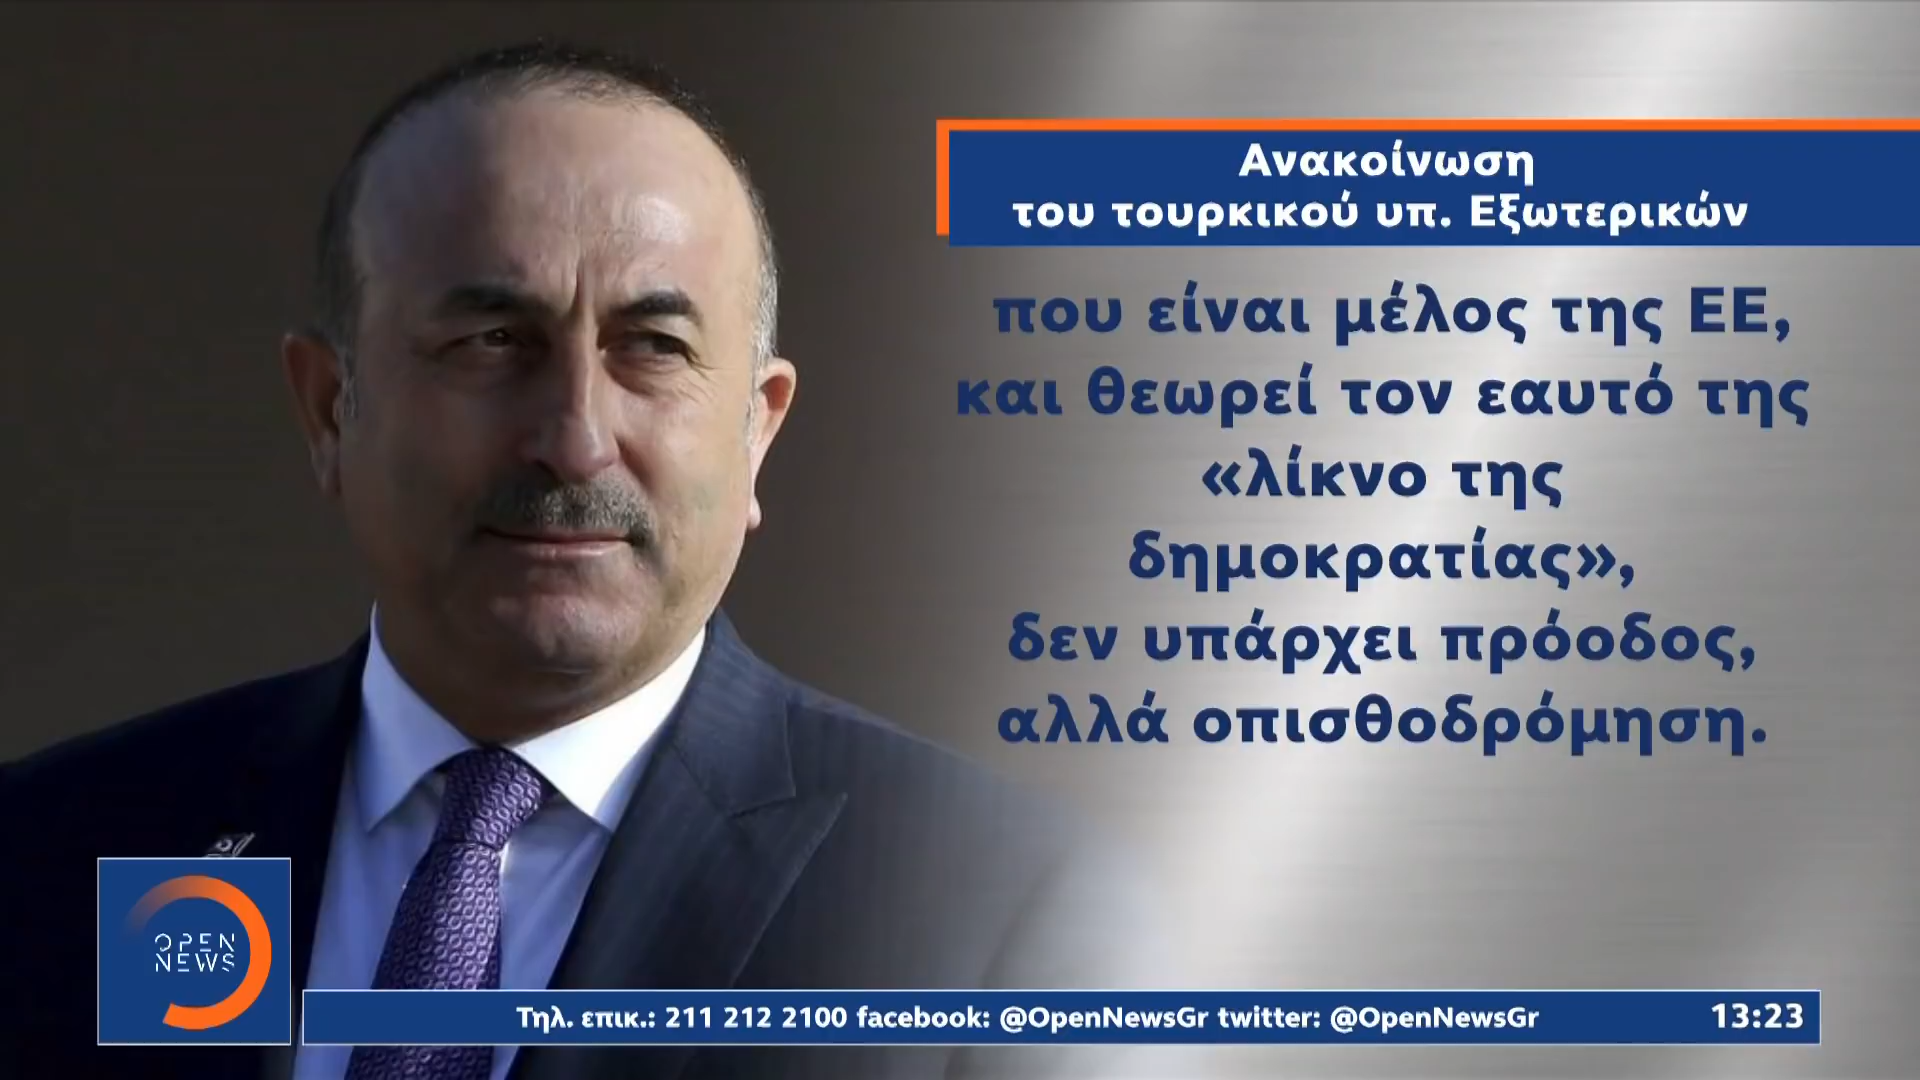 Ανακοίνωση
του τουρκικού υπ. Εξωτερικών
που είναι μέλος της ΕΕ,
και θεωρεί τον εαυτό της
«λίκνο της
δημοκρατίας»,
δεν υπάρχει πρόοδος,
αλλά οπισθοδρόμηση.
OPEN
NEWS
Τηλ. επικ.: 211 212 2100 facebook: @OpenNewsGr twitter: @OpenNewsGr
13:23